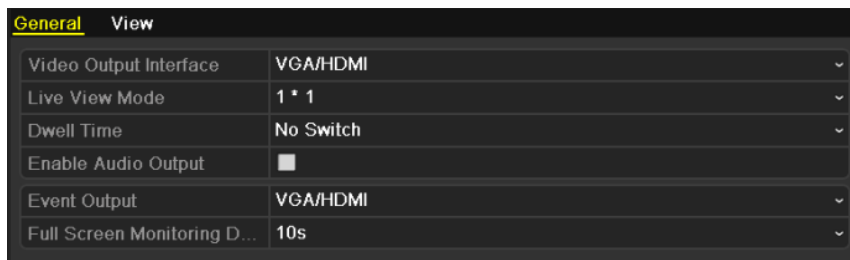 General View
Video Output Interface VGA/HDMI
Live View Mode 1 * 1
Dwell Time No Switch
Enable Audio Output
Event Output VGA/HDMI
Full Screen Monitoring D... 10s